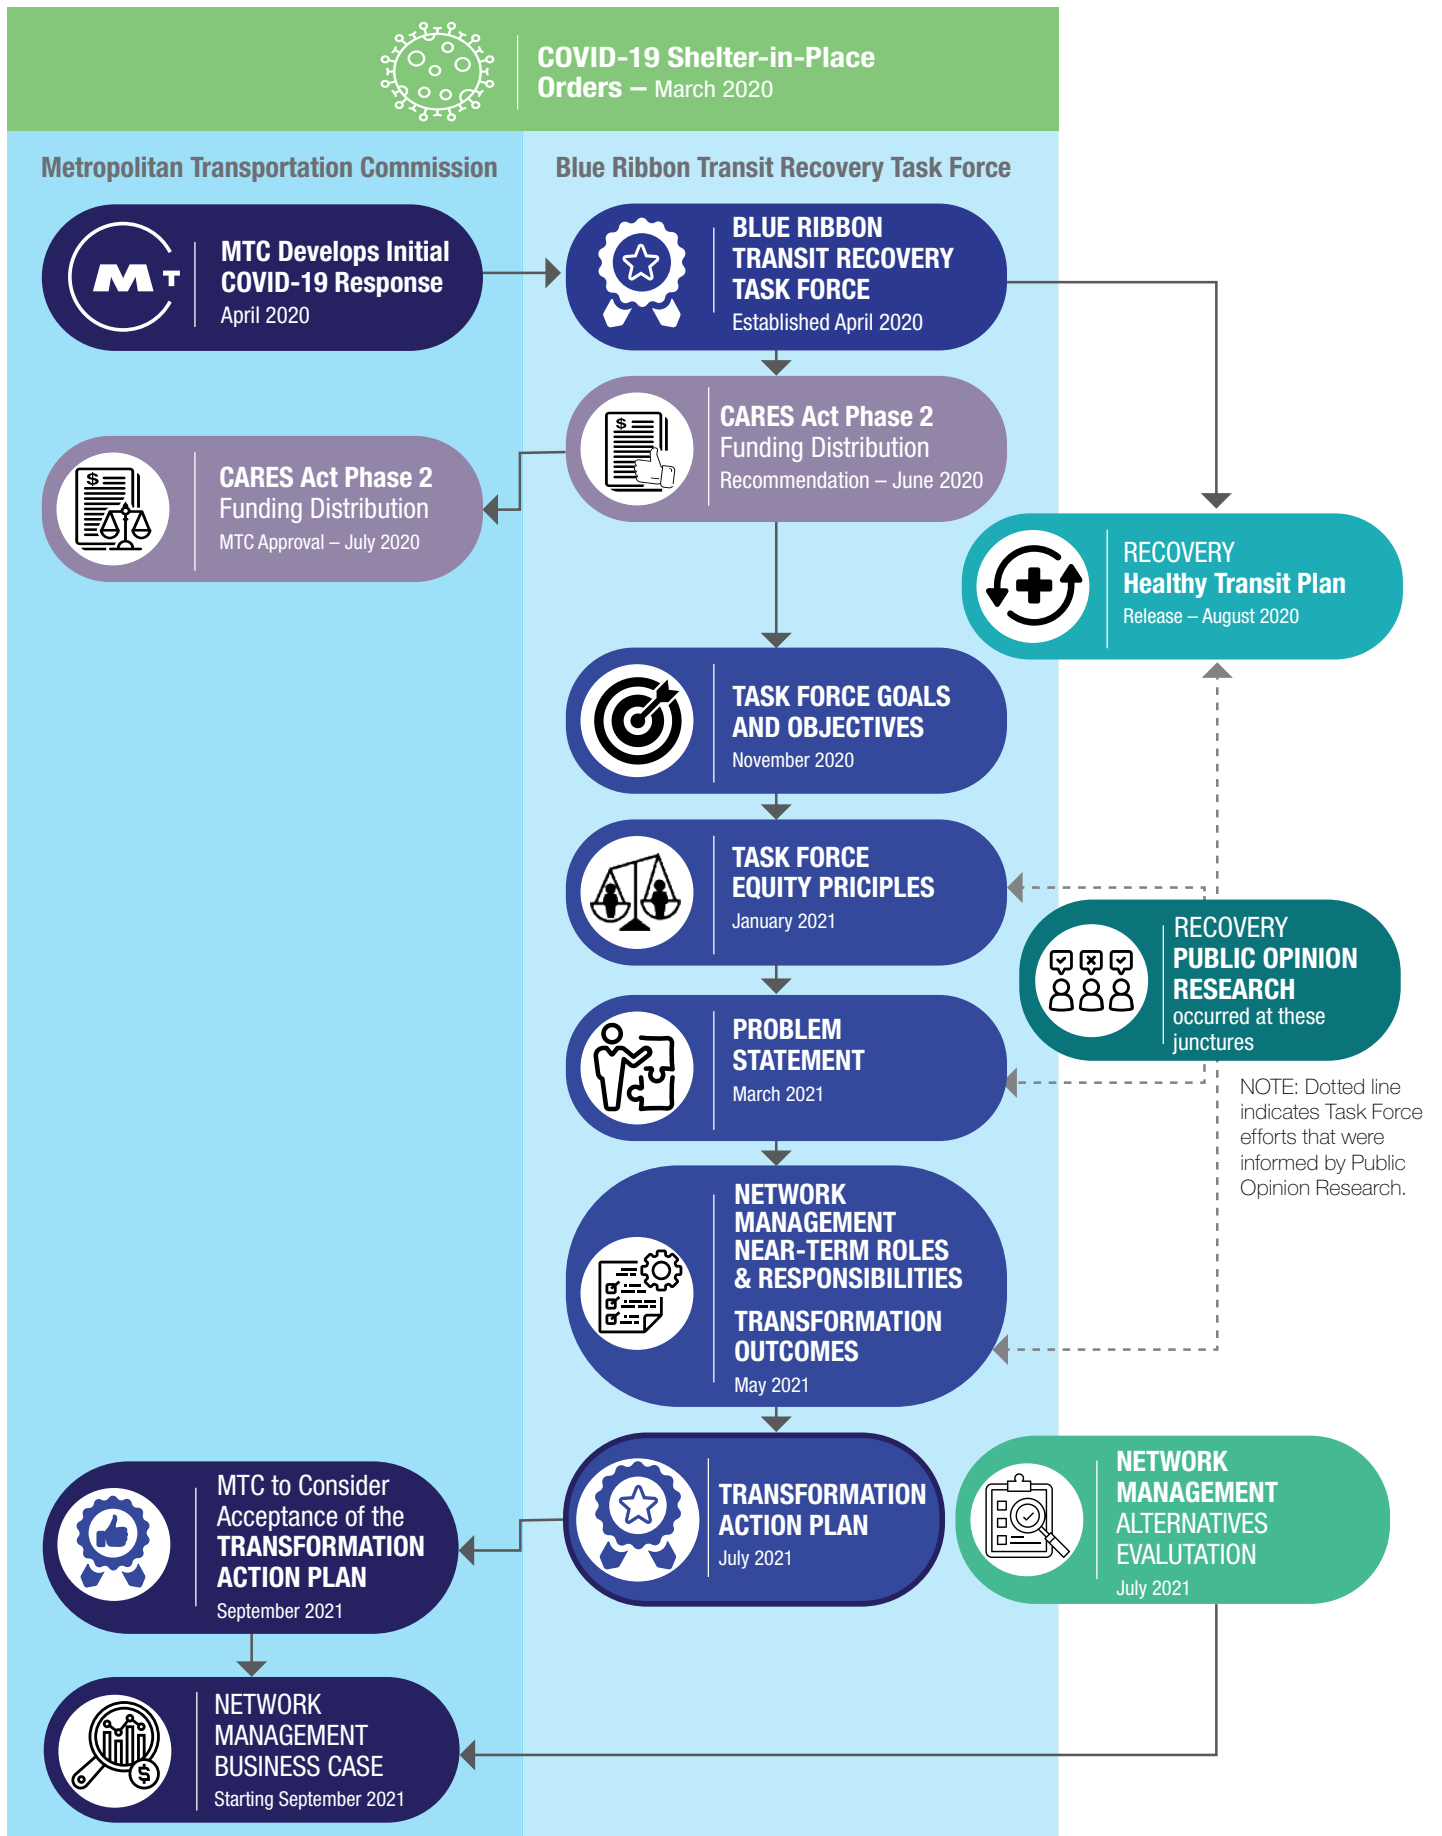 COVID-19 Shelter-in-Place
Orders – March 2020
Metropolitan Transportation Commission
Blue Ribbon Transit Recovery Task Force
M T
MTC Develops Initial
COVID-19 Response
April 2020
BLUE RIBBON
TRANSIT RECOVERY
TASK FORCE
Established April 2020
$
CARES Act Phase 2
Funding Distribution
Recommendation – June 2020
$
CARES Act Phase 2
Funding Distribution
MTC Approval – July 2020
RECOVERY
Healthy Transit Plan
Release – August 2020
TASK FORCE GOALS
AND OBJECTIVES
November 2020
TASK FORCE
EQUITY PRICIPLES
January 2021
RECOVERY
PUBLIC OPINION
RESEARCH
occurred at these
junctures
PROBLEM
STATEMENT
March 2021
NOTE: Dotted line
indicates Task Force
efforts that were
informed by Public
Opinion Research.
NETWORK
MANAGEMENT
NEAR-TERM ROLES
& RESPONSIBILITIES
TRANSFORMATION
OUTCOMES
May 2021
TRANSFORMATION
ACTION PLAN
July 2021
NETWORK
MANAGEMENT
ALTERNATIVES
EVALUTATION
July 2021
MTC to Consider
Acceptance of the
TRANSFORMATION
ACTION PLAN
September 2021
$
NETWORK
MANAGEMENT
BUSINESS CASE
Starting September 2021